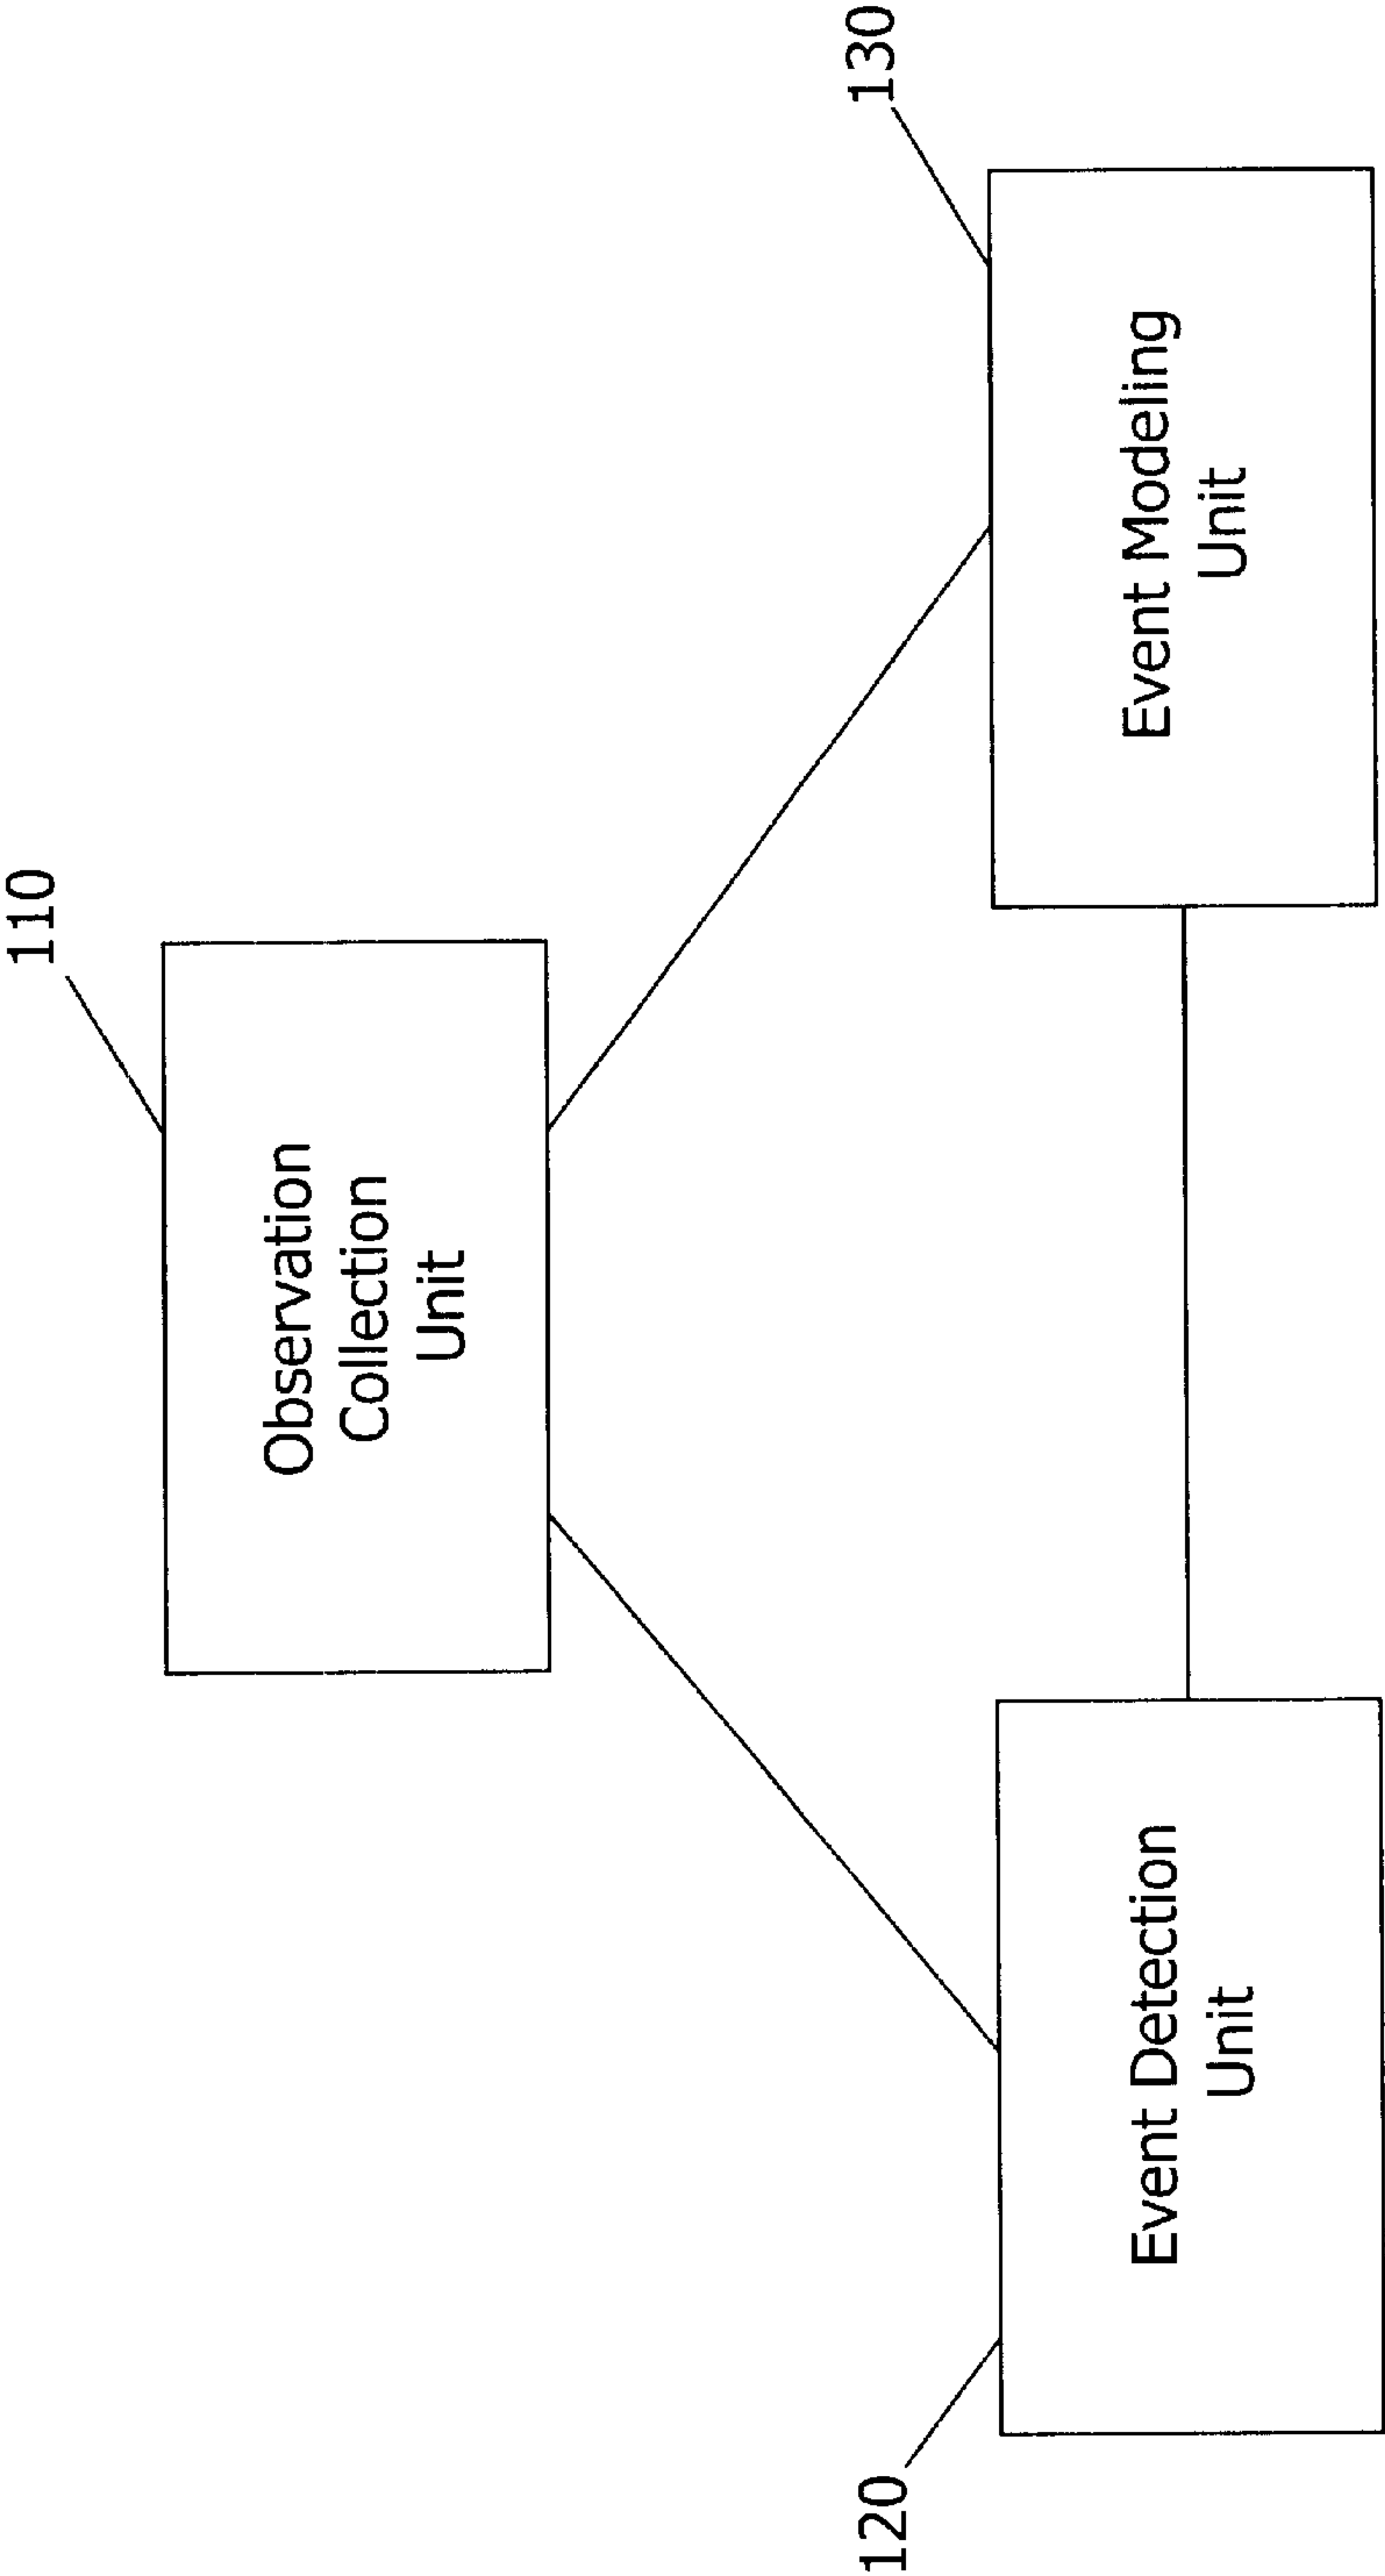 110
Observation
Collection
Unit
120
Event Detection
Unit
130
Event Modeling
Unit